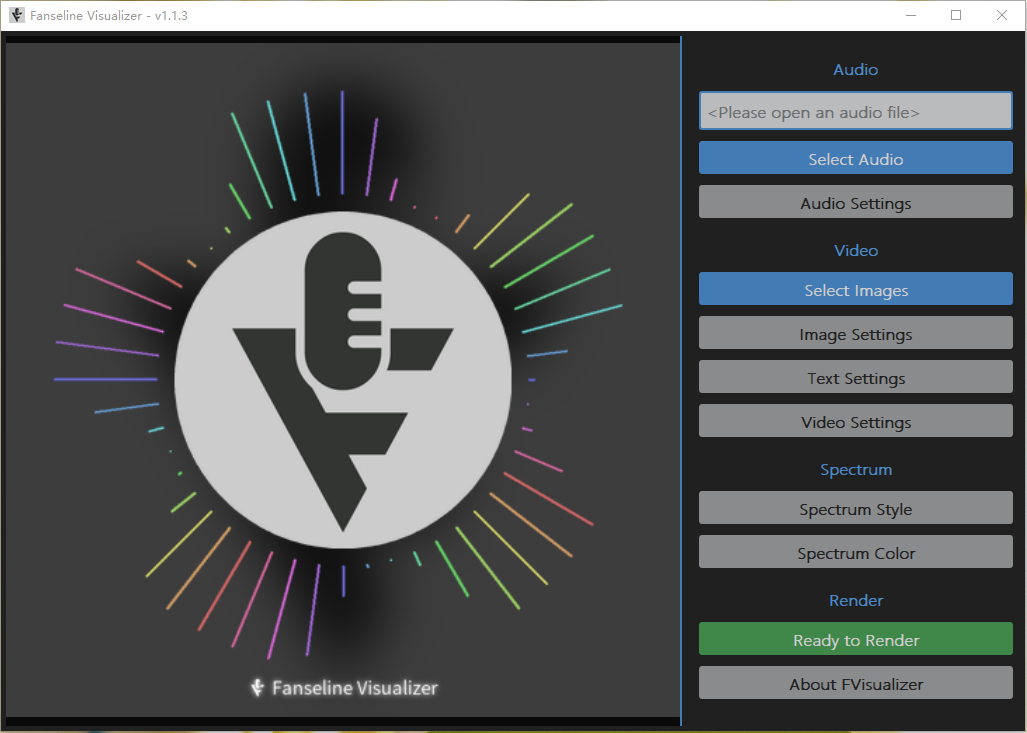 Fanseline Visualizer - v1.1.3
Audio
<Please open an audio file>
Select Audio
Audio Settings
Video
Select Images
Image Settings
Text Settings
Video Settings
Spectrum
Spectrum Style
Spectrum Color
Render
Ready to Render
About FVisualizer
Fanseline Visualizer